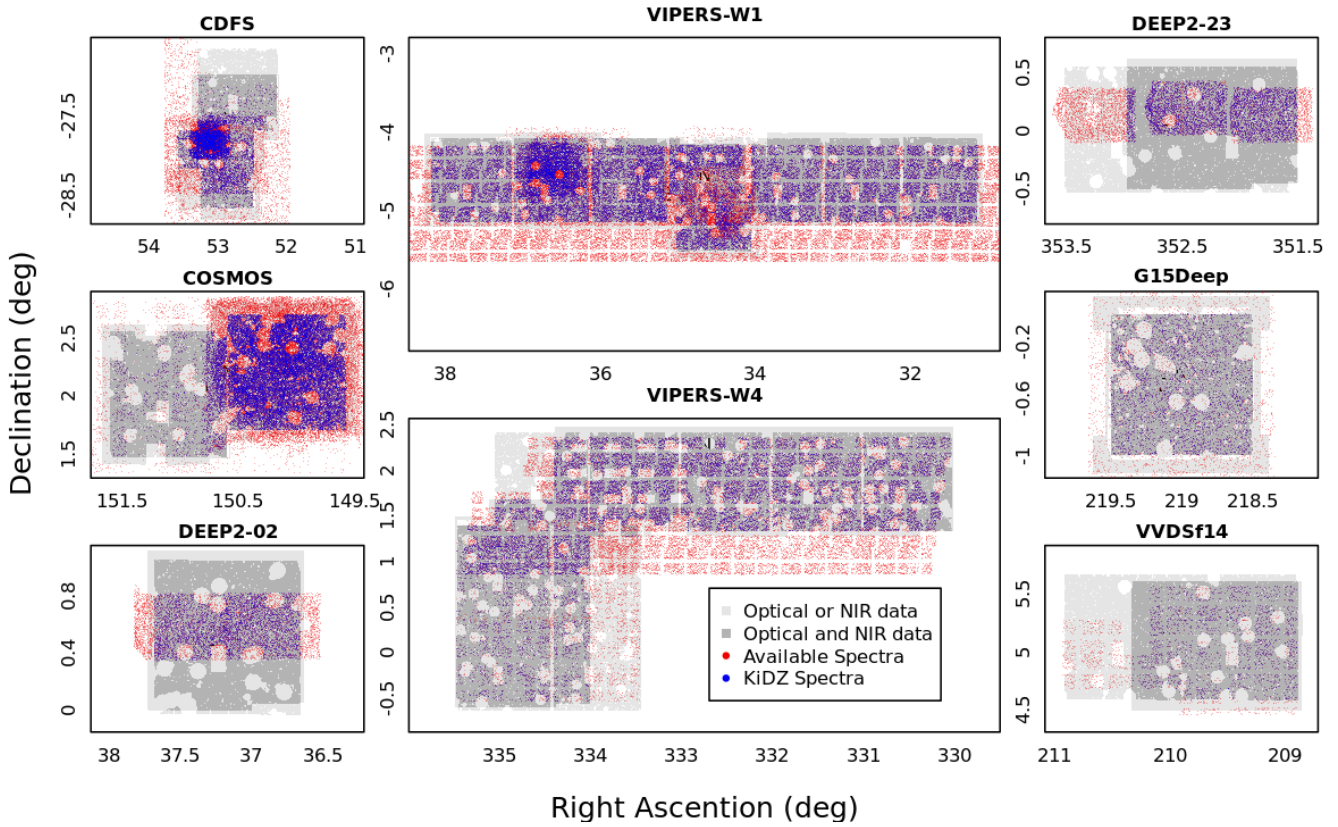 CDFS
-27.5
-28.5
54 53 52 51
VIPERS-W1
-3
-4
-5
-6
38 36 34 32
DEEP2-23
0.5
0
-0.5
353.5 352.5 351.5
COSMOS
2.5
2
1.5
151.5 150.5 149.5
G15Deep
-0.2
-0.6
-1
219.5 219 218.5
DEEP2-02
0.8
0.4
0
38 37.5 37 36.5
VIPERS-W4
2.5
2
1.5
1
0.5
0
-0.5
335 334 333 332 331 330
Optical or NIR data
Optical and NIR data
Available Spectra
KiDZ Spectra
VVDSf14
5.5
5
4.5
211 210 209
Declination (deg)
Right Ascention (deg)